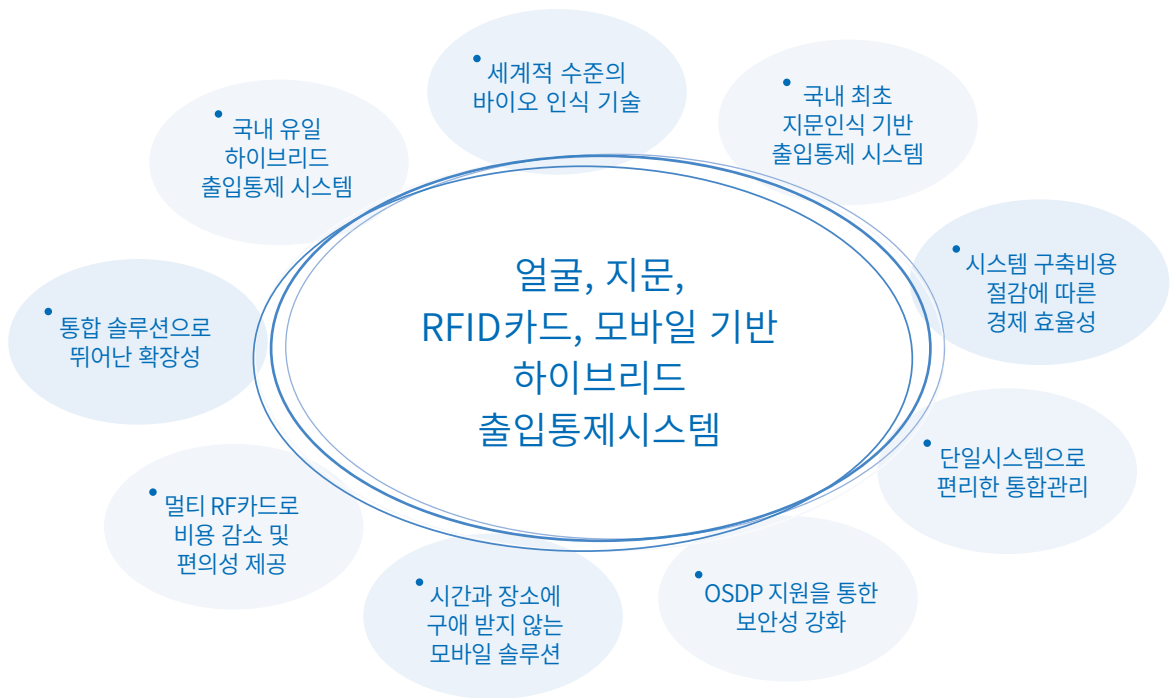 • 세계적 수준의
바이오 인식 기술
• 국내 최초
지문인식 기반
출입통제 시스템
• 국내 유일
하이브리드
출입통제 시스템
• 시스템 구축비용
절감에 따른
경제 효율성
얼굴, 지문,
RFID카드, 모바일 기반
하이브리드
출입통제시스템
• 통합 솔루션으로
뛰어난 확장성
• 단일시스템으로
편리한 통합관리
• 멀티 RF카드로
비용 감소 및
편의성 제공
• OSDP 지원을 통한
보안성 강화
• 시간과 장소에
구애 받지 않는
모바일 솔루션